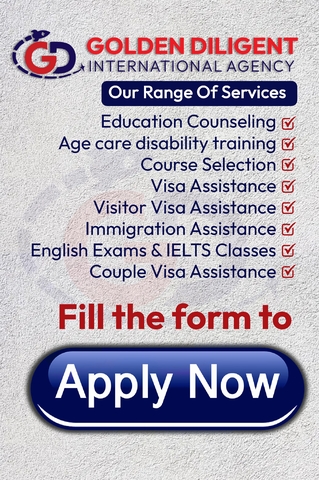 GD
GOLDEN DILIGENT
INTERNATIONAL AGENCY
Our Range Of Services
Education Counseling
Age care disability training
Course Selection
Visa Assistance
Visitor Visa Assistance
Immigration Assistance
English Exams & IELTS Classes
Couple Visa Assistance
Fill the form to
Apply Now